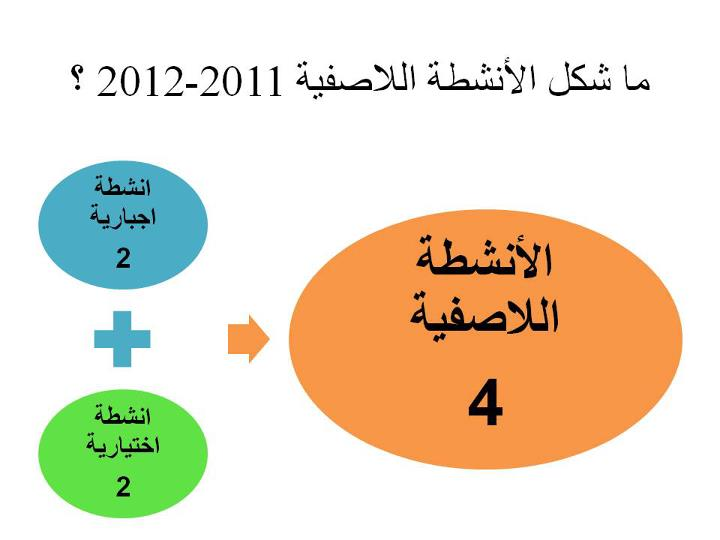 ما شكل الأنشطة اللاصفية 2011-2012 ؟
انشطة
اجبارية
2
انشطة
اختيارية
2
الأنشطة
اللاصفية
4